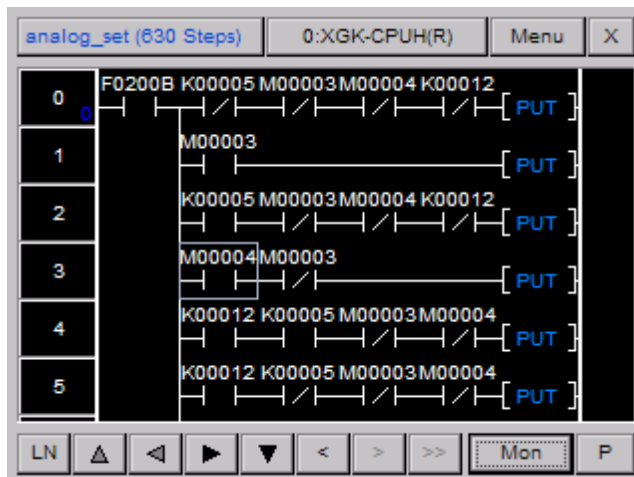 analog_set (630 Steps) 0:XGK-CPUH(R) Menu X
F0200B K00005 M00003 M00004 K00012
0 0 PUT
M00003
1 PUT
K00005 M00003 M00004 K00012
2 PUT
M00004 M00003
3 PUT
K00012 K00005 M00003 M00004
4 PUT
K00012 K00005 M00003 M00004
5 PUT
LN < > >> Mon P